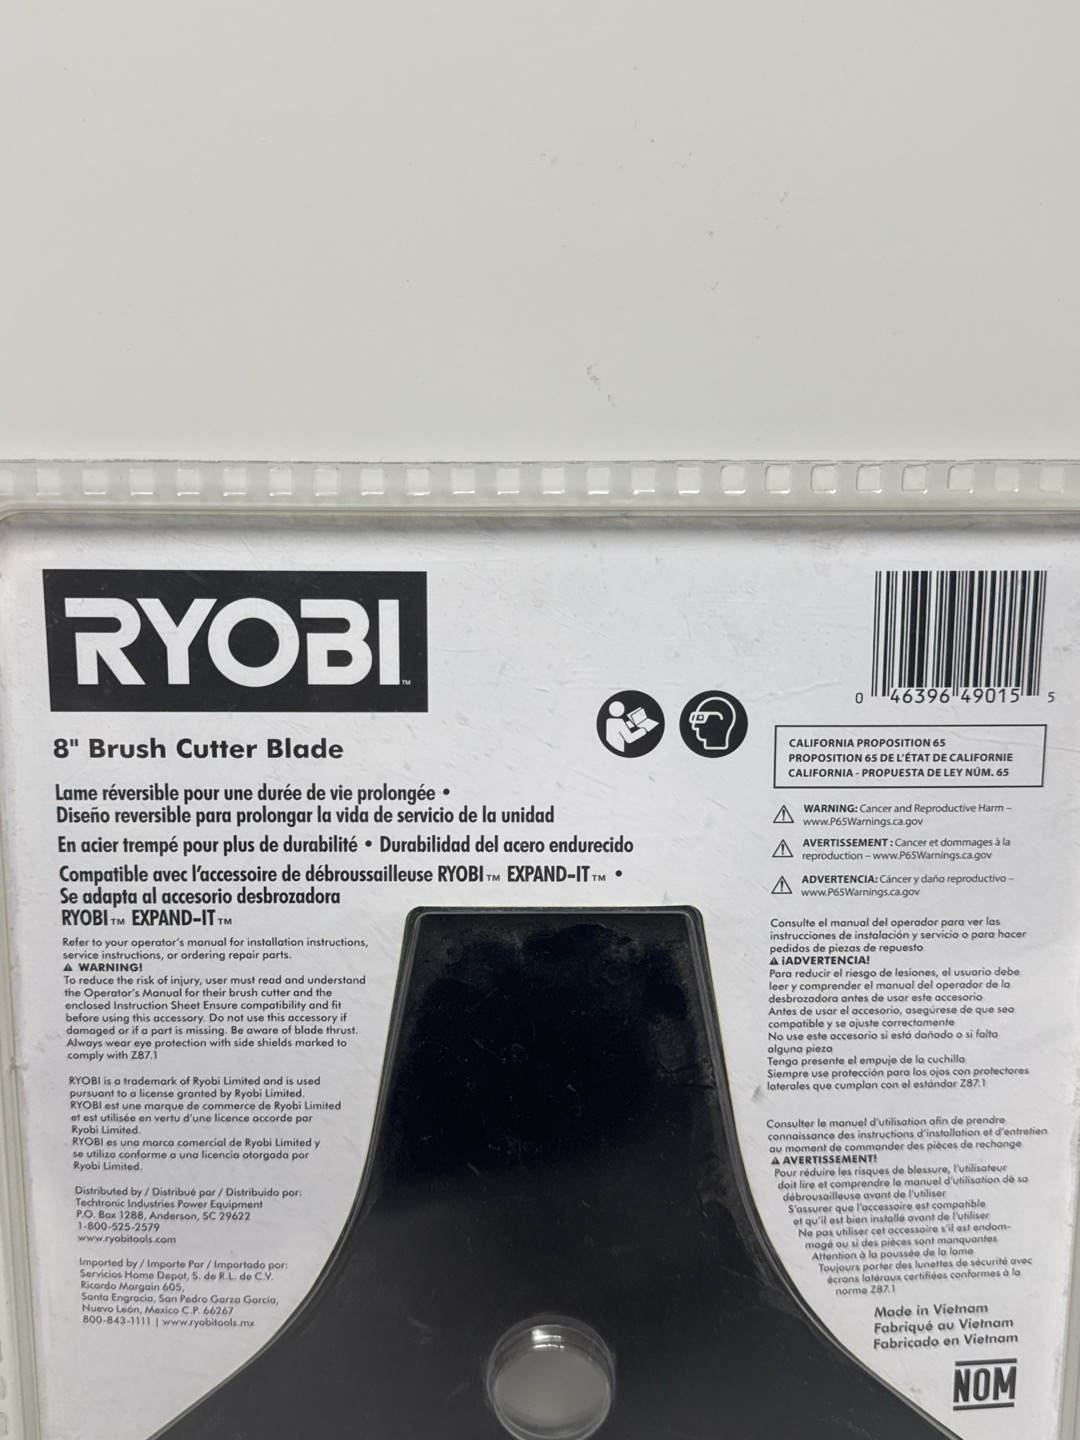 RYOBI™
8" Brush Cutter Blade
Lame réversible pour une durée de vie prolongée •
Diseño reversible para prolongar la vida de servicio de la unidad
En acier trempé pour plus de durabilité • Durabilidad del acero endurecido
Compatible avec l'accessoire de débroussailleuse RYOBI™ EXPAND-IT™ •
Se adapta al accesorio desbrozadora
RYOBI™ EXPAND-IT™
Refer to your operator's manual for installation instructions,
service instructions, or ordering repair parts.
⚠ WARNING!
To reduce the risk of injury, user must read and understand
the Operator's Manual for their brush cutter and the
enclosed Instruction Sheet Ensure compatibility and fit
before using this accessory. Do not use this accessory if
damaged or if a part is missing. Be aware of blade thrust.
Always wear eye protection with side shields marked to
comply with Z87.1
RYOBI is a trademark of Ryobi Limited and is used
pursuant to a license granted by Ryobi Limited.
RYOBI est une marque de commerce de Ryobi Limited
et est utilisée en vertu d'une licence accorde par
Ryobi Limited.
RYOBI es una marca comercial de Ryobi Limited y
se utiliza conforme a una licencia otorgada por
Ryobi Limited.
Distributed by / Distribué par / Distribuido por:
Techtronic Industries Power Equipment
P.O. Box 1288, Anderson, SC 29622
1-800-525-2579
www.ryobitools.com
Imported by / Importe Par / Importado por:
Servicios Home Depot, S. de R.L. de C.V.
Ricardo Margain 605,
Santa Engracia, San Pedro Garza Garcia,
Nuevo León, Mexico C.P. 66267
800-843-1111 | www.ryobitools.mx
0 46396 49015 5
CALIFORNIA PROPOSITION 65
PROPOSITION 65 DE L'ÉTAT DE CALIFORNIE
CALIFORNIA - PROPUESTA DE LEY NÚM. 65
⚠ WARNING: Cancer and Reproductive Harm –
www.P65Warnings.ca.gov
⚠ AVERTISSEMENT : Cancer et dommages à la
reproduction – www.P65Warnings.ca.gov
⚠ ADVERTENCIA: Cáncer y daño reproductivo –
www.P65Warnings.ca.gov
Consulte el manual del operador para ver las
instrucciones de instalación y servicio o para hacer
pedidos de piezas de repuesto
⚠ ¡ADVERTENCIA!
Para reducir el riesgo de lesiones, el usuario debe
leer y comprender el manual del operador de la
desbrozadora antes de usar este accesorio
Antes de usar el accesorio, asegúrese de que sea
compatible y se ajuste correctamente
No use este accesorio si está dañado o si falta
alguna pieza
Tenga presente el empuje de la cuchilla
Siempre use protección para los ojos con protectores
laterales que cumplan con el estándar Z87.1
Consulter le manuel d'utilisation afin de prendre
connaissance des instructions d'installation et d'entretien
au moment de commander des pièces de rechange
⚠ AVERTISSEMENT!
Pour réduire les risques de blessure, l'utilisateur
doit lire et comprendre le manuel d'utilisation de sa
débrousailleuse avant de l'utiliser
S'assurer que l'accessoire est compatible
et qu'il est bien installé avant de l'utiliser
Ne pas utiliser cet accessoire s'il est endom-
magé ou si des pièces sont manquantes
Attention à la poussée de la lame
Toujours porter des lunettes de sécurité avec
écrans latéraux certifiées conformes à la
norme Z87.1
Made in Vietnam
Fabriqué au Vietnam
Fabricado en Vietnam
NOM